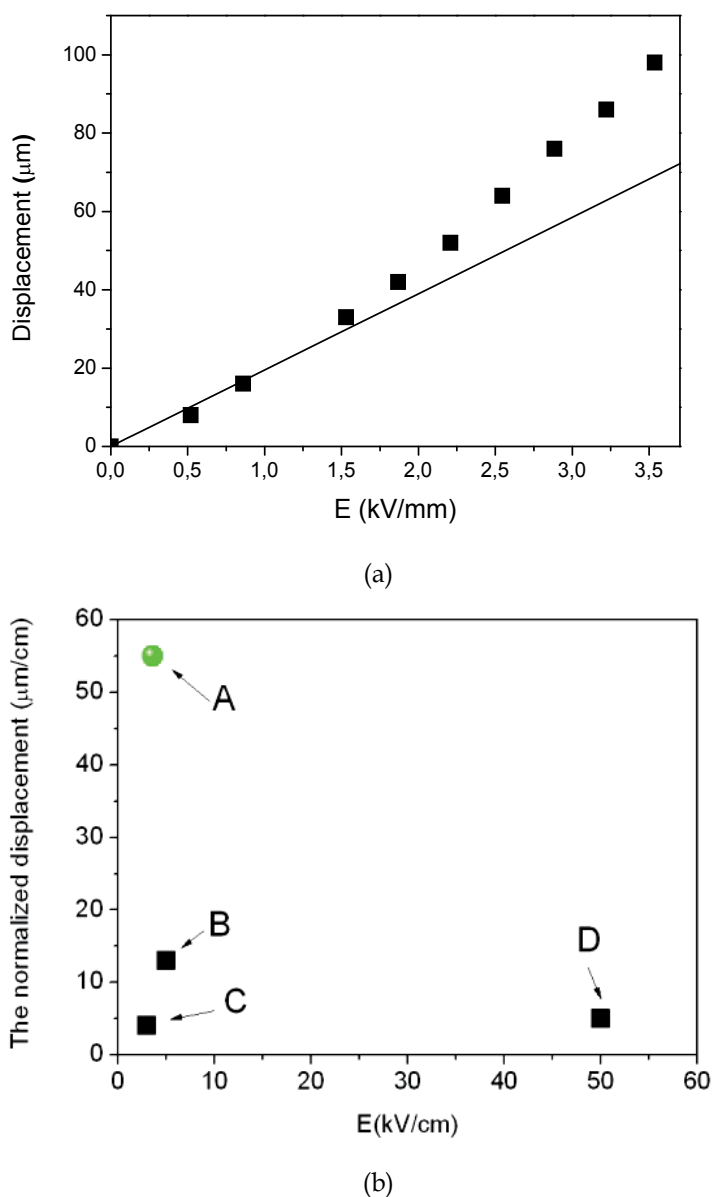 100
80
60
40
20
0
Displacement (μm)
0,0 0,5 1,0 1,5 2,0 2,5 3,0 3,5
E (kV/mm)
(a)
60
50
40
30
20
10
0
The normalized displacement (μm/cm)
A
B
C
D
0 10 20 30 40 50 60
E(kV/cm)
(b)